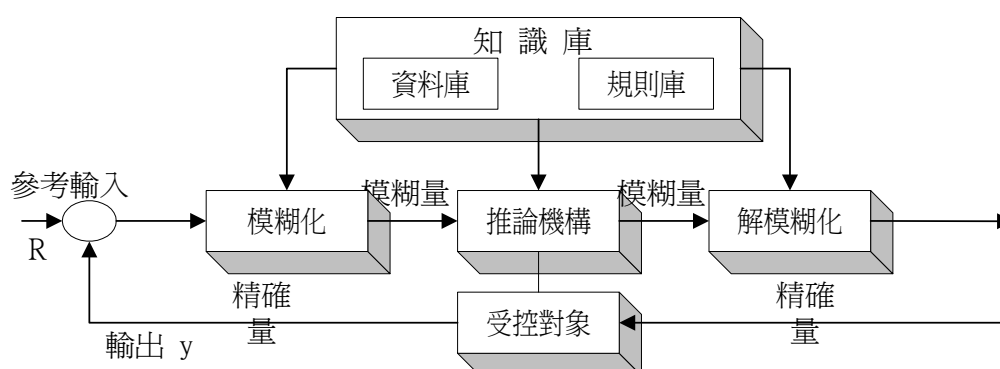 知 識 庫
資料庫
規則庫
參考輸入
模糊量
模糊量
模糊化
推論機構
解模糊化
R
精確
量
精確
量
受控對象
輸出 y